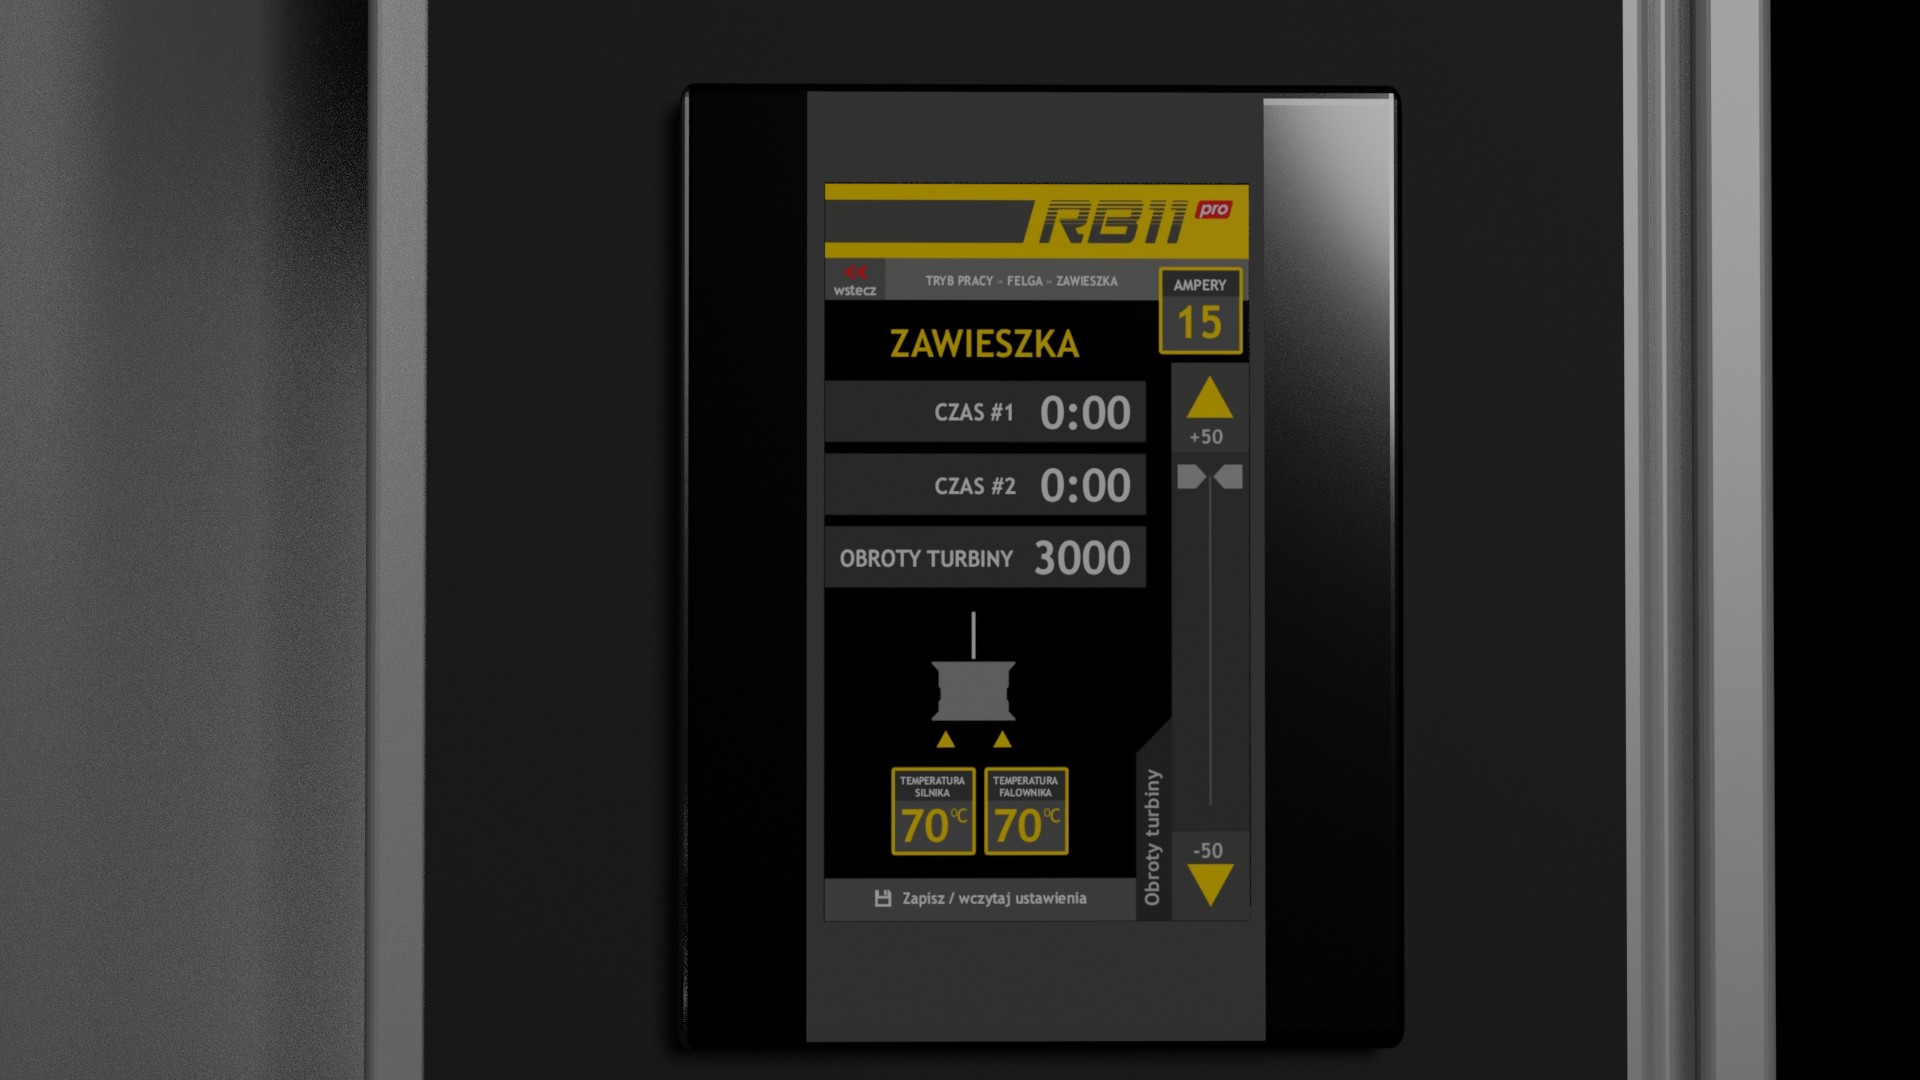 RB11 pro
wstecz
TRYB PRACY » FELGA » ZAWIESZKA
AMPERY
15
ZAWIESZKA
CZAS #1 0:00
+50
CZAS #2 0:00
OBROTY TURBINY 3000
TEMPERATURA
SILNIKA
70°C
TEMPERATURA
FALOWNIKA
70°C
Obroty turbiny
-50
Zapisz / wczytaj ustawienia